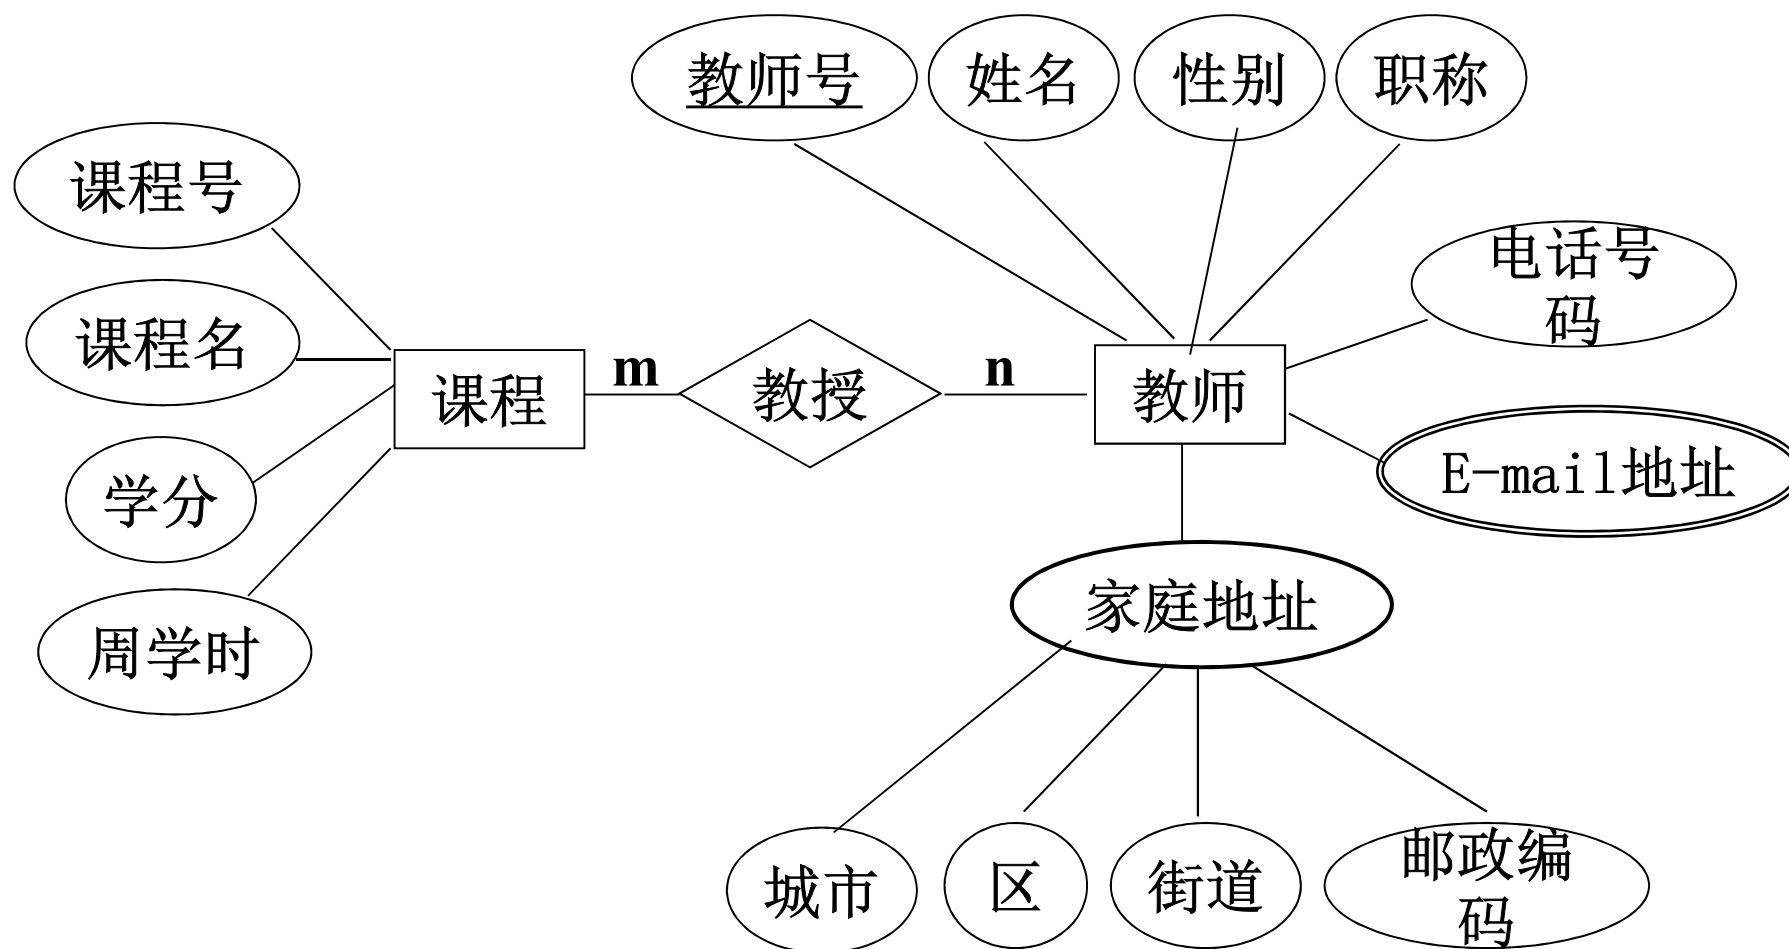 教师号
姓名
性别
职称
课程号
电话号
码
课程名
课程
m
教授
n
教师
E-mail地址
学分
家庭地址
周学时
城市
区
街道
邮政编
码